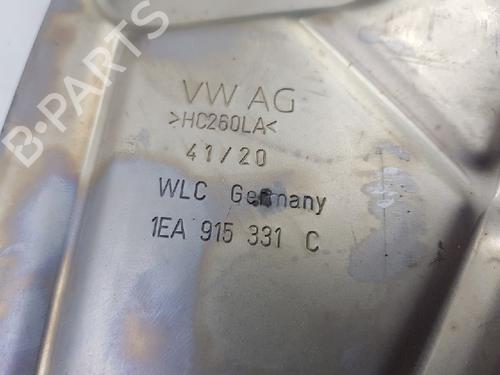 B-PARTS
VW AG
>HC260LA<
41/20
WLC Germany
1EA 915 331 C